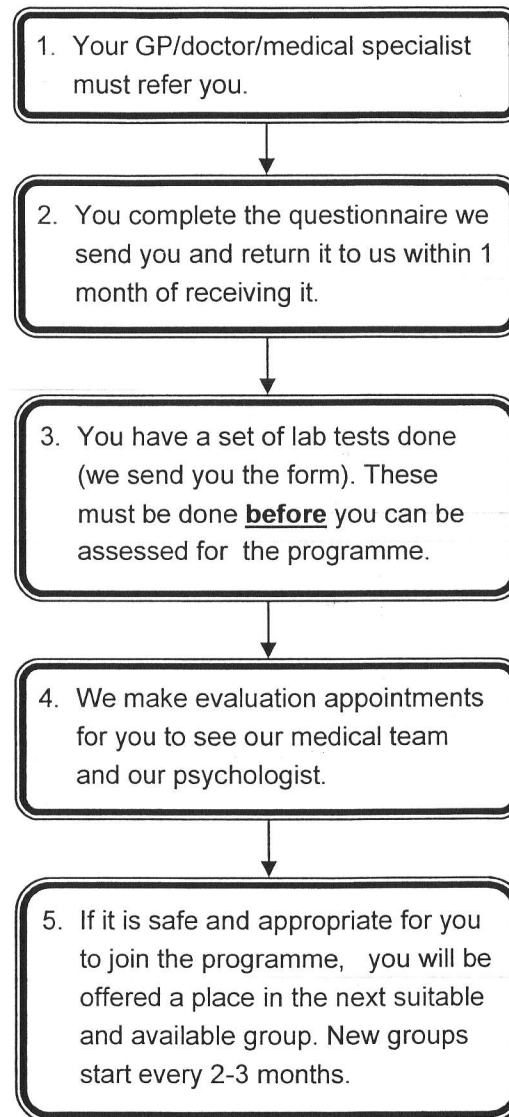 1. Your GP/doctor/medical specialist
must refer you.
2. You complete the questionnaire we
send you and return it to us within 1
month of receiving it.
3. You have a set of lab tests done
(we send you the form). These
must be done before you can be
assessed for the programme.
4. We make evaluation appointments
for you to see our medical team
and our psychologist.
5. If it is safe and appropriate for you
to join the programme, you will be
offered a place in the next suitable
and available group. New groups
start every 2-3 months.